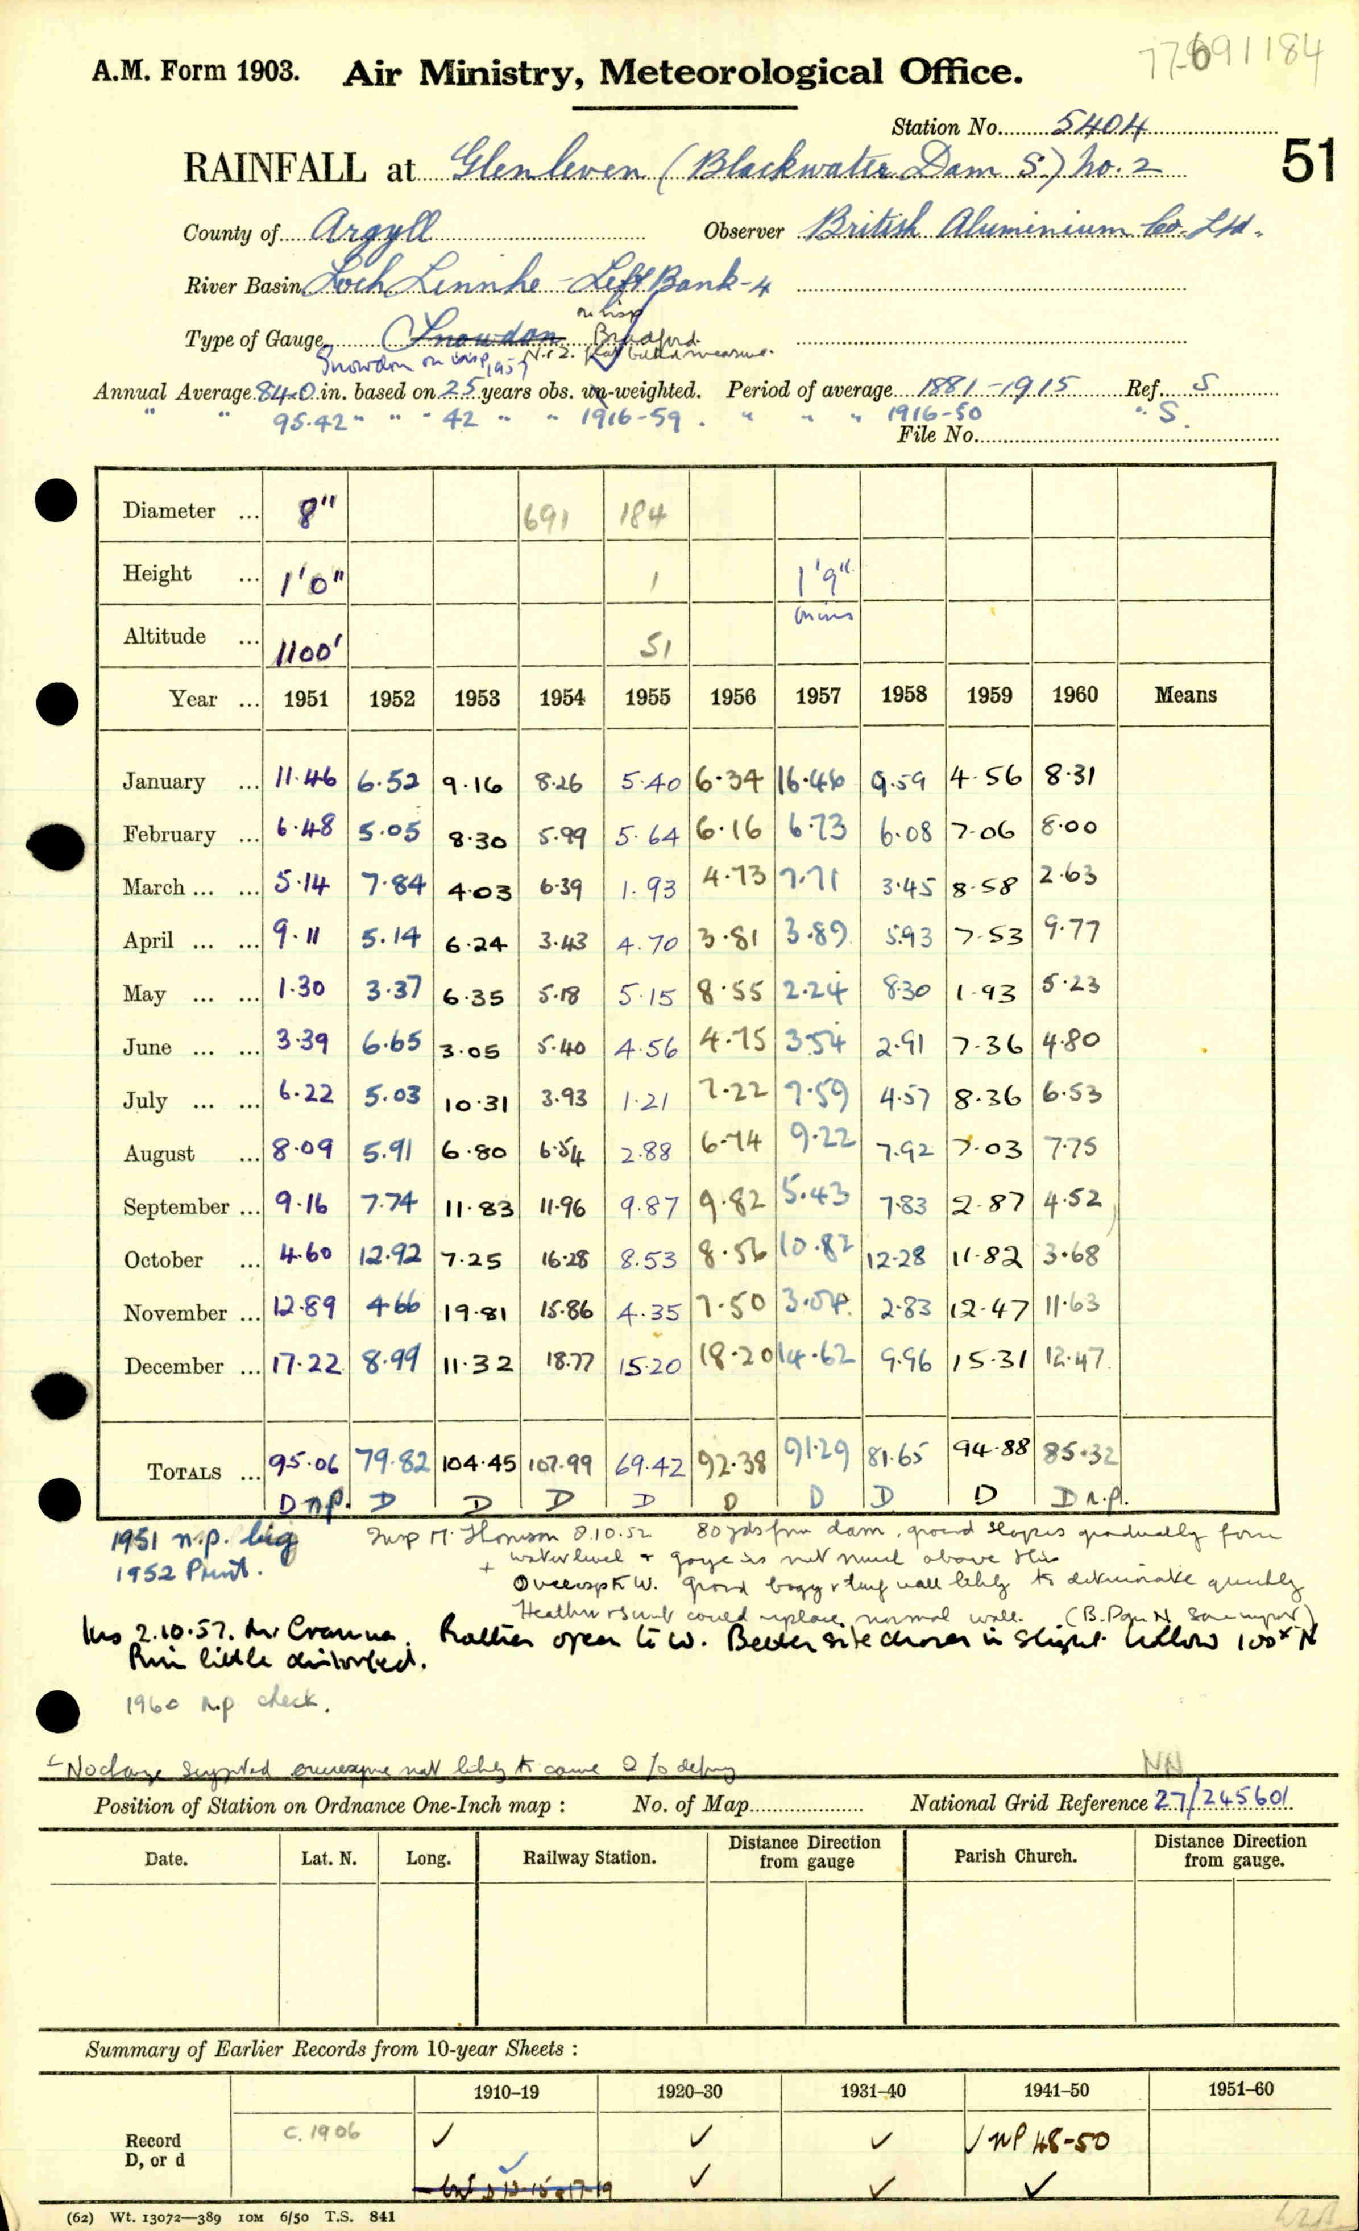 77-691184
A.M. Form 1903. Air Ministry, Meteorological Office.
Station No. 5404
51
RAINFALL at Glenleven (Blackwater Dam S.) No. 2
County of Argyll Observer British Aluminium Co. Ltd.
River Basin Loch Linnhe - Left Bank - 4
on insp
Type of Gauge Snowdon Bradford
Snowdon on insp 1957 No 2.
Annual Average 84.0 in. based on 25 years obs. un-weighted. Period of average 1881-1915 Ref. S
" " 95.42 " " " 42 " " 1916-59. " " " 1916-50 " S.
File No.
Diameter ... 8" 691 184
Height ... 1'0" 1 1'9"
Altitude ... 1100' 51
Year ... 1951 1952 1953 1954 1955 1956 1957 1958 1959 1960 Means
January ... 11.46 6.52 9.16 8.26 5.40 6.34 16.46 9.59 4.56 8.31
February ... 6.48 5.05 8.30 5.99 5.64 6.16 6.73 6.08 7.06 8.00
March ... ... 5.14 7.84 4.03 6.39 1.93 4.73 7.71 3.45 8.58 2.63
April ... ... 9.11 5.14 6.24 3.43 4.70 3.81 3.89 5.93 7.53 9.77
May ... ... 1.30 3.37 6.35 5.18 5.15 8.55 2.24 8.30 1.93 5.23
June ... ... 3.39 6.65 3.05 5.40 4.56 4.75 3.54 2.91 7.36 4.80
July ... ... 6.22 5.03 10.31 3.93 1.21 7.22 7.59 4.57 8.36 6.53
August ... 8.09 5.91 6.80 6.54 2.88 6.74 9.22 7.92 7.03 7.75
September ... 9.16 7.74 11.83 11.96 9.87 9.82 5.43 7.83 2.87 4.52
October ... 4.60 12.92 7.25 16.28 8.53 8.56 10.82 12.28 11.82 3.68
November ... 12.89 4.66 19.81 15.86 4.35 7.50 3.04 2.83 12.47 11.63
December ... 17.22 8.99 11.32 18.77 15.20 18.20 14.62 9.96 15.31 12.47
TOTALS ... 95.06 79.82 104.45 107.99 69.42 92.38 91.29 81.65 94.88 85.32
D n.p. D D D D D D D D D n.p.
1951 n.p. big Insp 8.10.52 80 yds from dam, ground slopes gradually from
1952 Print. water level + gauge is not much above this
Overexp to W. ground boggy + turf wall likely to deteriorate quickly
Heather could replace normal wall.
Ins 2.10.57. Rather open to W. Better site chosen in slight hollow 100x N
Rim little distorted.
1960 n.p check.
No change suggested overexposure not likely to cause
NN
Position of Station on Ordnance One-Inch map : No. of Map National Grid Reference 27/245601
Date. Lat. N. Long. Railway Station. Distance Direction from gauge Parish Church. Distance Direction from gauge.
Summary of Earlier Records from 10-year Sheets :
1910–19 1920–30 1931–40 1941–50 1951–60
Record D, or d c. 1906 ✓ ✓ ✓ ✓ NP 48-50
✓ ✓ ✓ ✓
(62) Wt. 13072—389 10M 6/50 T.S. 841